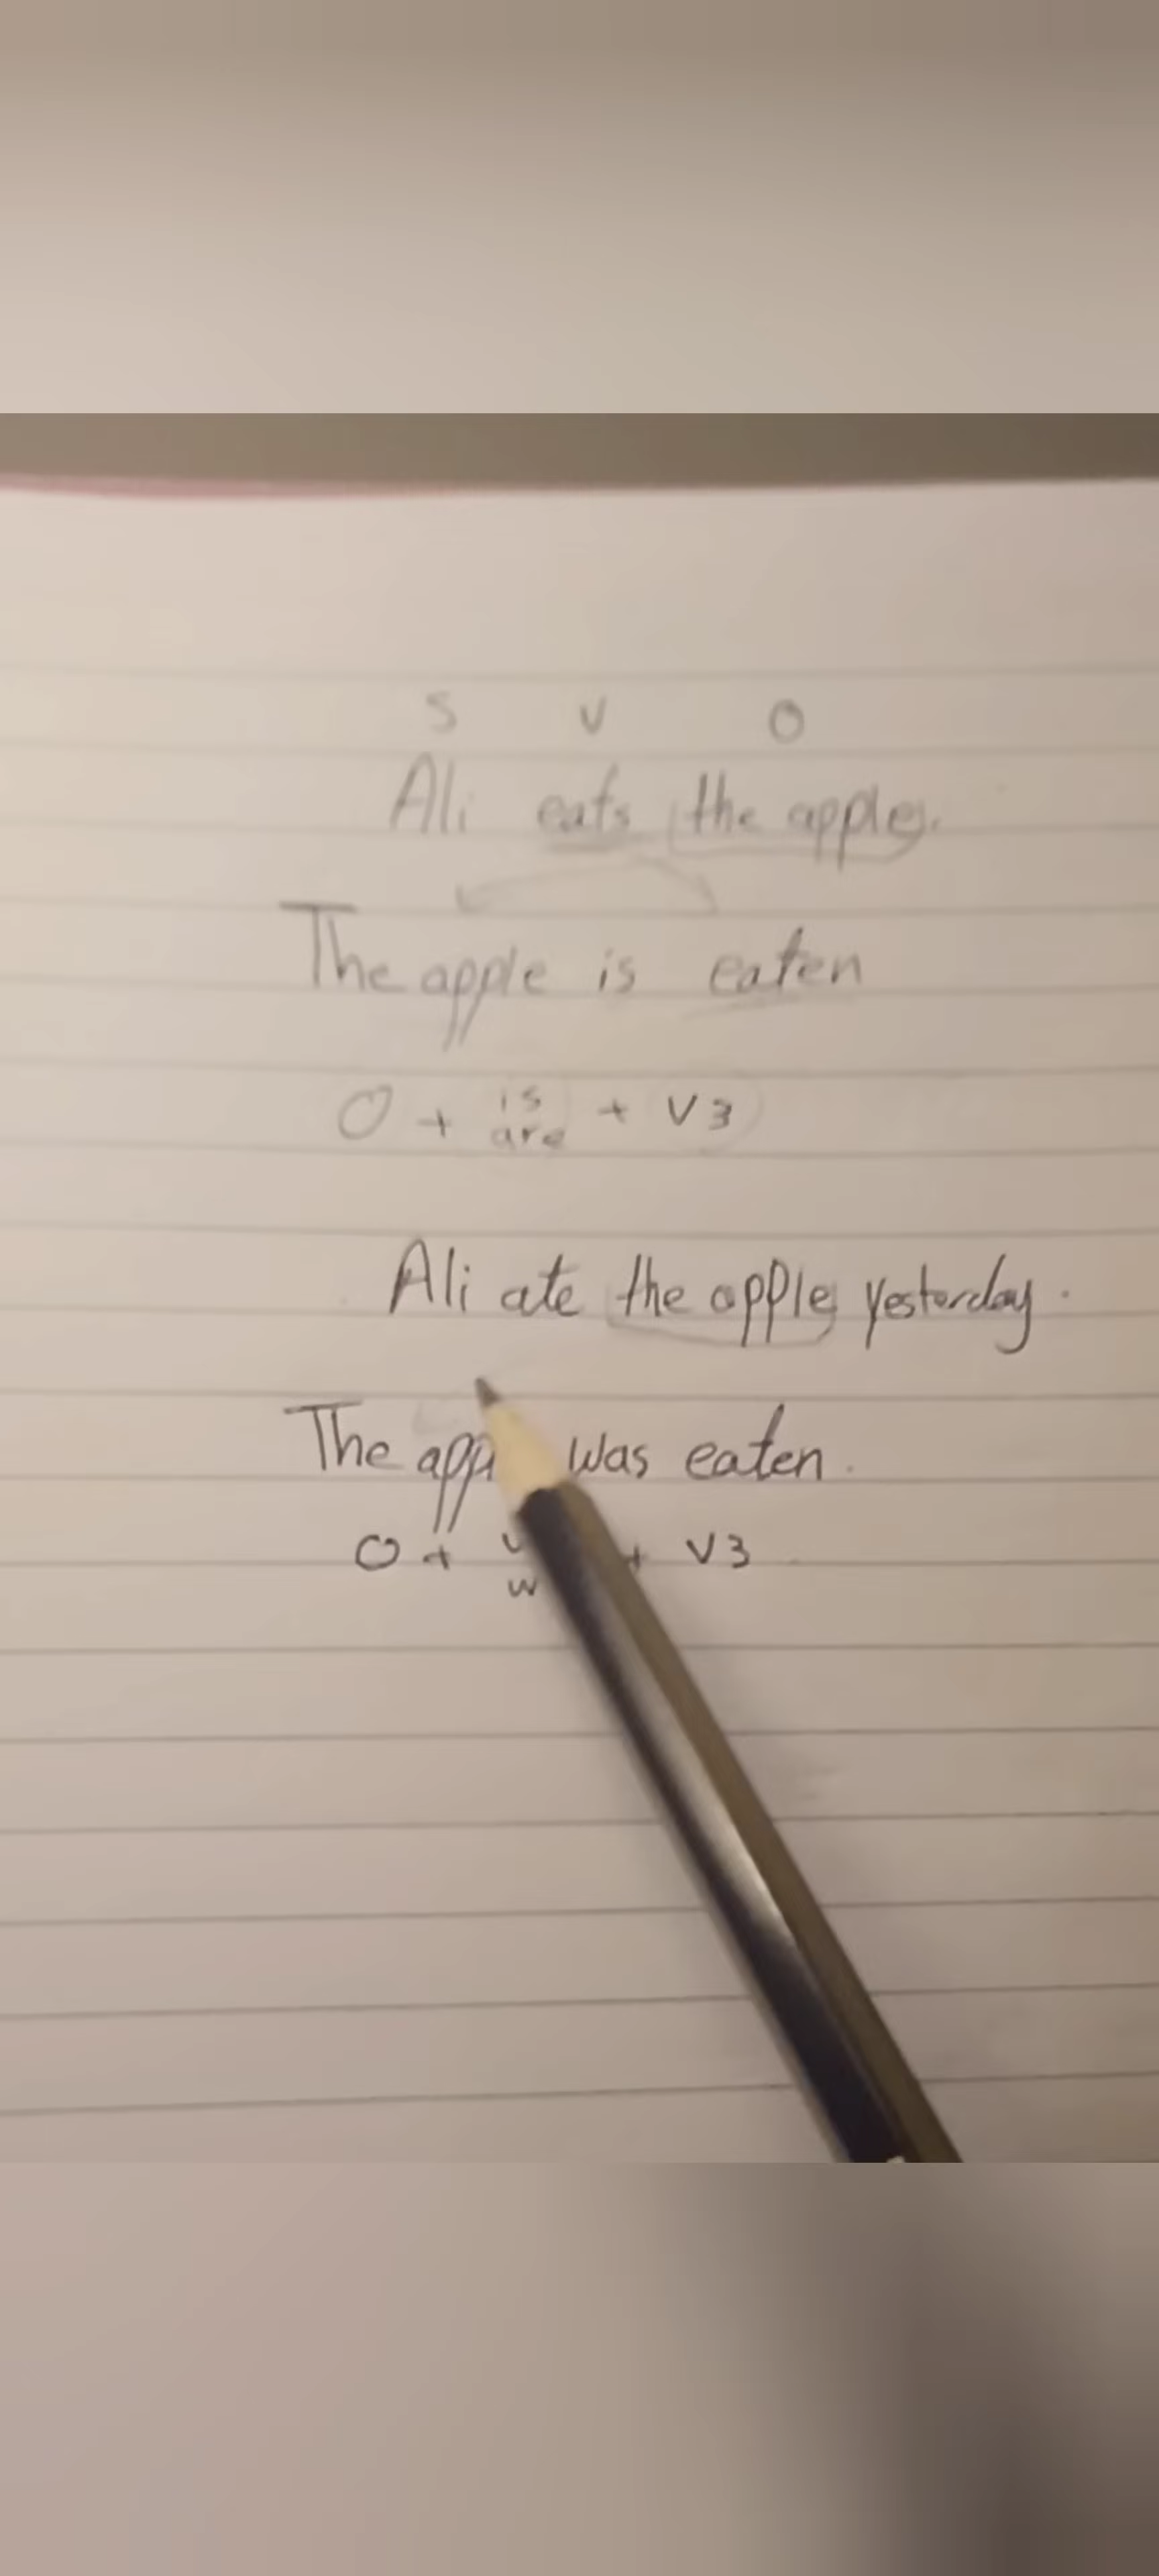 S V O
Ali eats the apple.
The apple is eaten
O + is + V3
are
Ali ate the apple yesterday.
The was eaten.
O + + V3